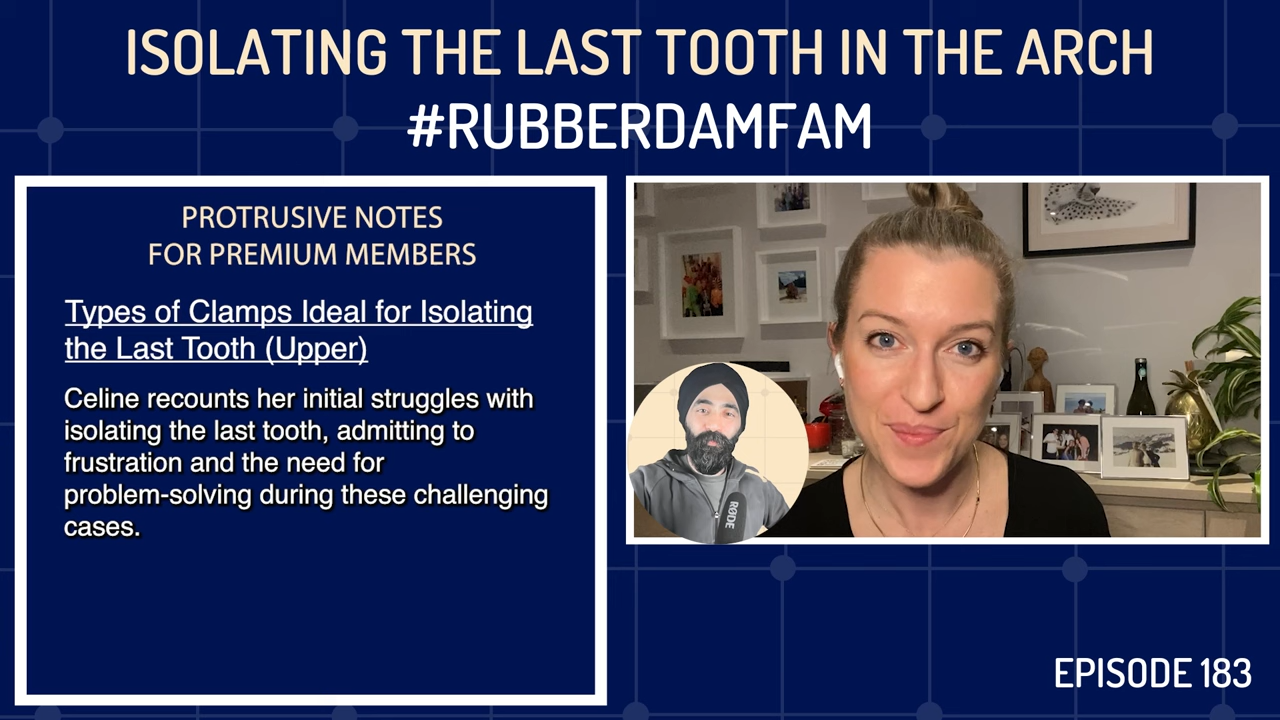 ISOLATING THE LAST TOOTH IN THE ARCH
#RUBBERDAMFAM
PROTRUSIVE NOTES
FOR PREMIUM MEMBERS
Types of Clamps Ideal for Isolating
the Last Tooth (Upper)
Celine recounts her initial struggles with
isolating the last tooth, admitting to
frustration and the need for
problem-solving during these challenging
cases.
RØDE
EPISODE 183